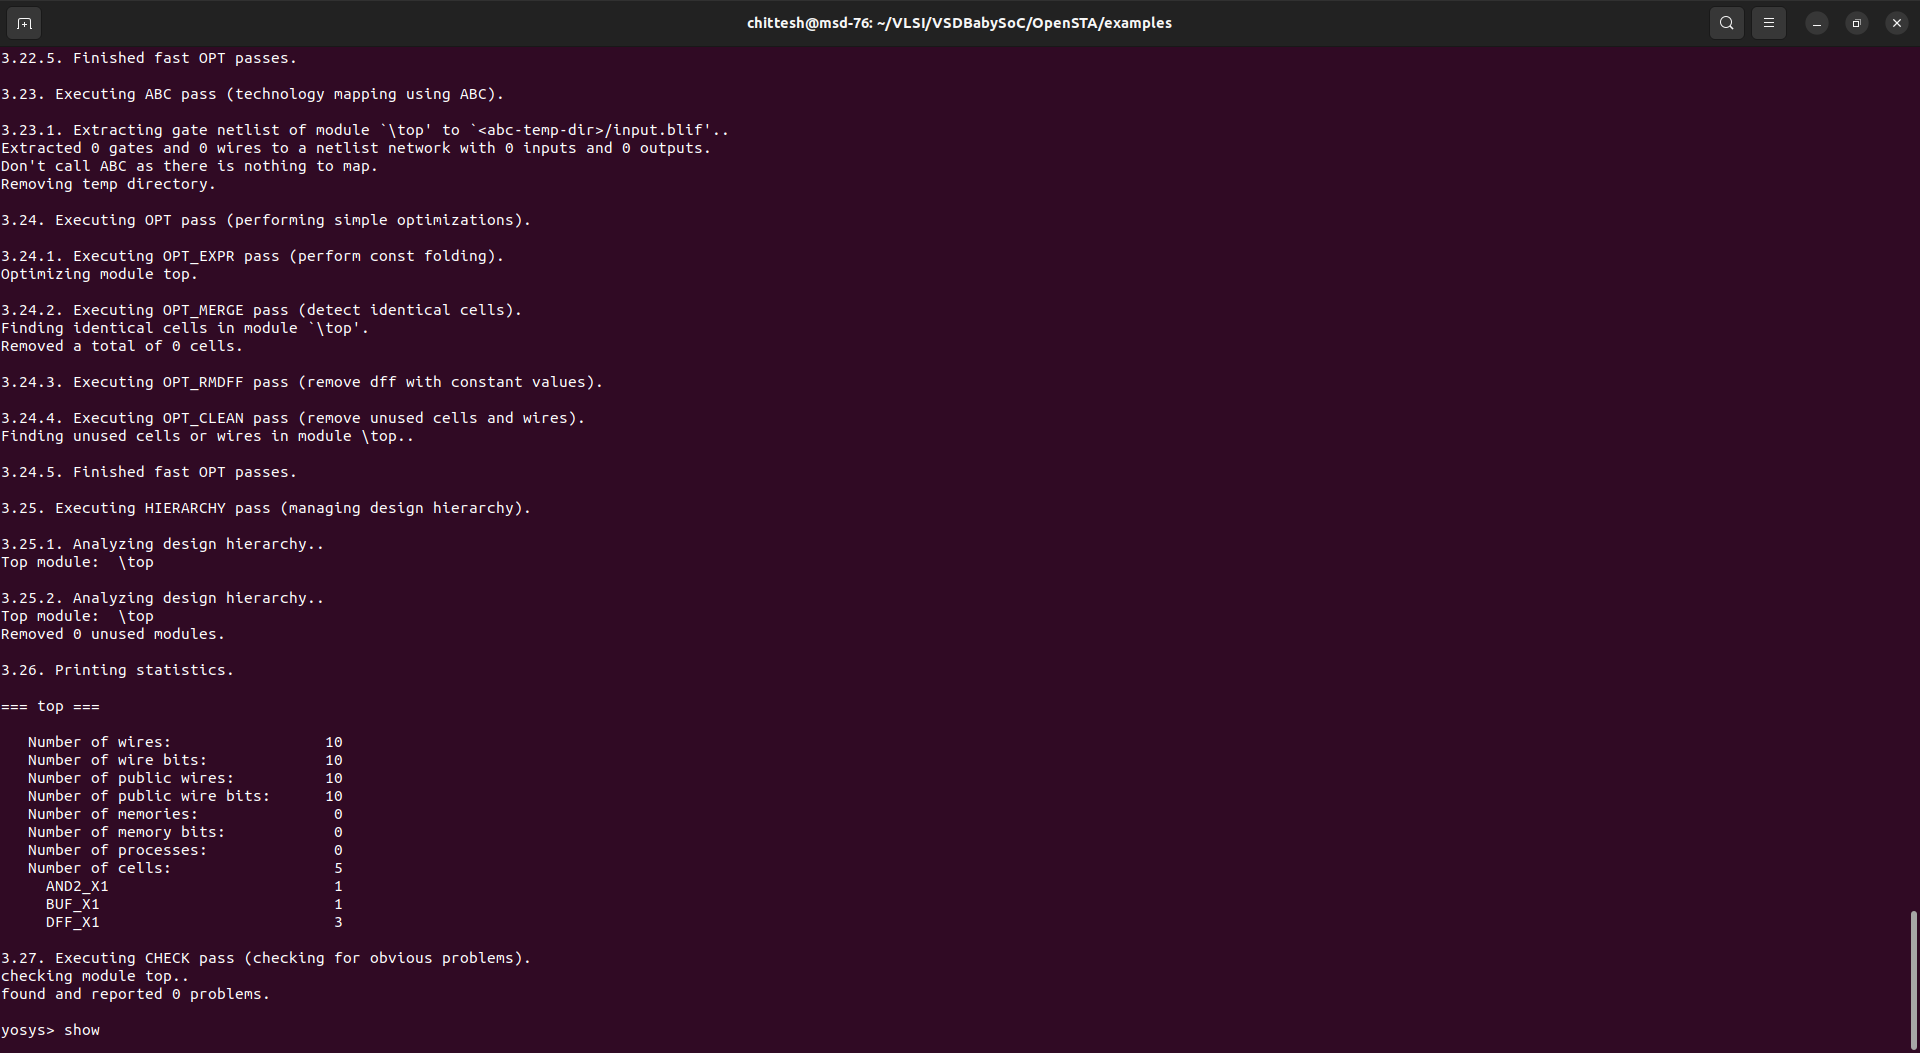 chittesh@msd-76: ~/VLSI/VSDBabySoC/OpenSTA/examples
3.22.5. Finished fast OPT passes.
3.23. Executing ABC pass (technology mapping using ABC).
3.23.1. Extracting gate netlist of module `\top' to `<abc-temp-dir>/input.blif'..
Extracted 0 gates and 0 wires to a netlist network with 0 inputs and 0 outputs.
Don't call ABC as there is nothing to map.
Removing temp directory.
3.24. Executing OPT pass (performing simple optimizations).
3.24.1. Executing OPT_EXPR pass (perform const folding).
Optimizing module top.
3.24.2. Executing OPT_MERGE pass (detect identical cells).
Finding identical cells in module `\top'.
Removed a total of 0 cells.
3.24.3. Executing OPT_RMDFF pass (remove dff with constant values).
3.24.4. Executing OPT_CLEAN pass (remove unused cells and wires).
Finding unused cells or wires in module \top..
3.24.5. Finished fast OPT passes.
3.25. Executing HIERARCHY pass (managing design hierarchy).
3.25.1. Analyzing design hierarchy..
Top module:  \top
3.25.2. Analyzing design hierarchy..
Top module:  \top
Removed 0 unused modules.
3.26. Printing statistics.
=== top ===
Number of wires: 10
Number of wire bits: 10
Number of public wires: 10
Number of public wire bits: 10
Number of memories: 0
Number of memory bits: 0
Number of processes: 0
Number of cells: 5
AND2_X1 1
BUF_X1 1
DFF_X1 3
3.27. Executing CHECK pass (checking for obvious problems).
checking module top..
found and reported 0 problems.
yosys> show